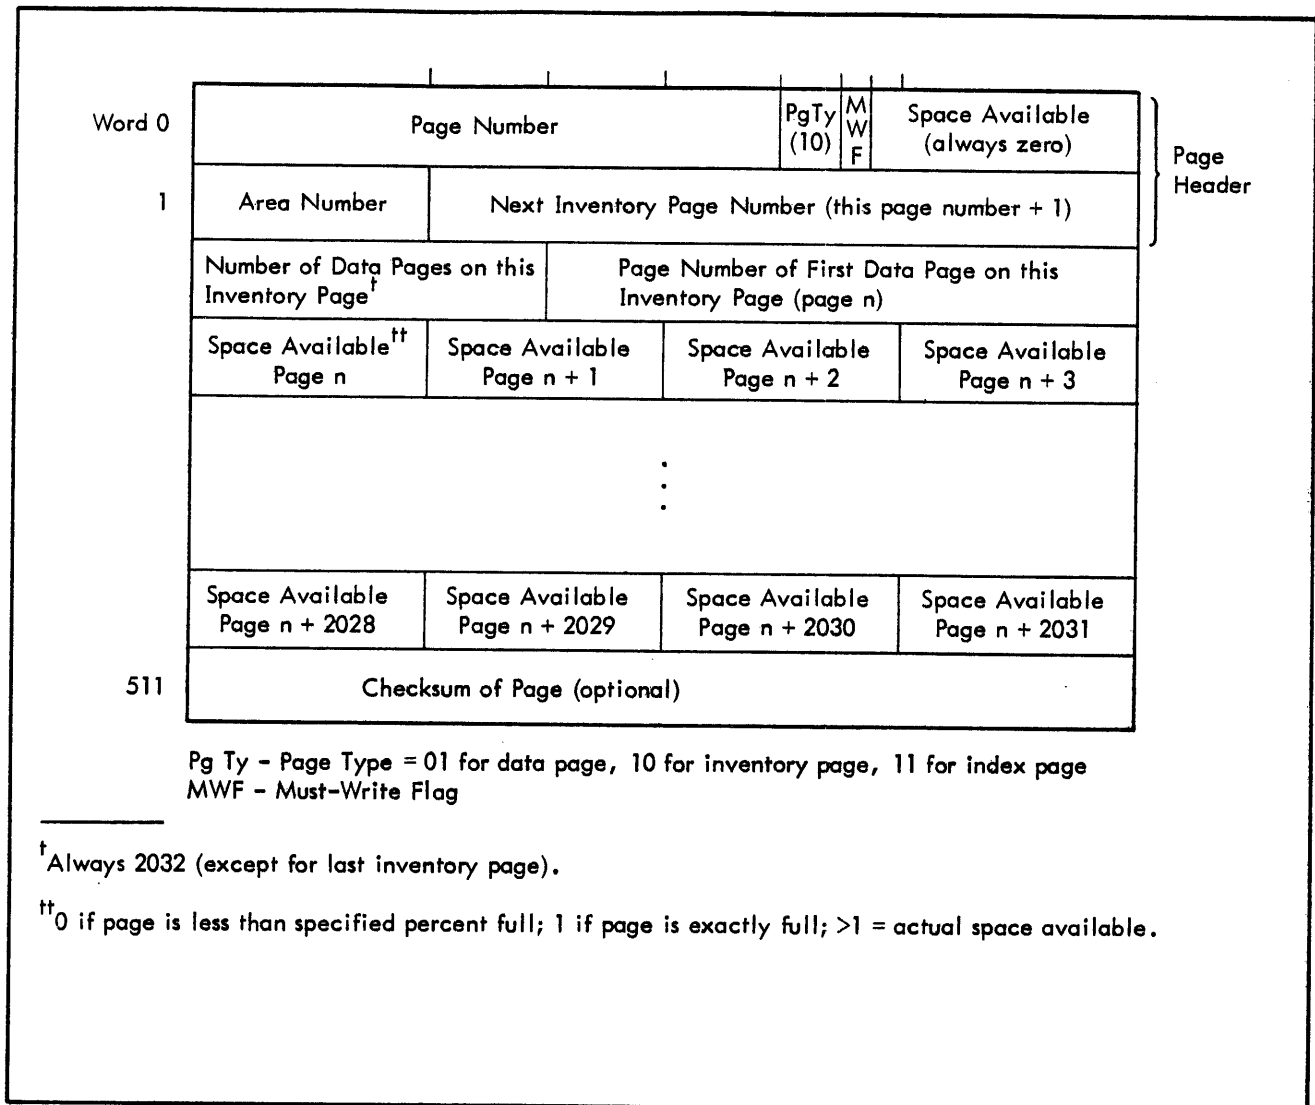 Word 0
Page Number
PgTy
(10)
M
W
F
Space Available
(always zero)
Page
Header
1
Area Number
Next Inventory Page Number (this page number + 1)
Number of Data Pages on this
Inventory Page†
Page Number of First Data Page on this
Inventory Page (page n)
Space Available††
Page n
Space Available
Page n + 1
Space Available
Page n + 2
Space Available
Page n + 3
Space Available
Page n + 2028
Space Available
Page n + 2029
Space Available
Page n + 2030
Space Available
Page n + 2031
511
Checksum of Page (optional)
Pg Ty - Page Type = 01 for data page, 10 for inventory page, 11 for index page
MWF - Must-Write Flag
†Always 2032 (except for last inventory page).
††0 if page is less than specified percent full; 1 if page is exactly full; >1 = actual space available.